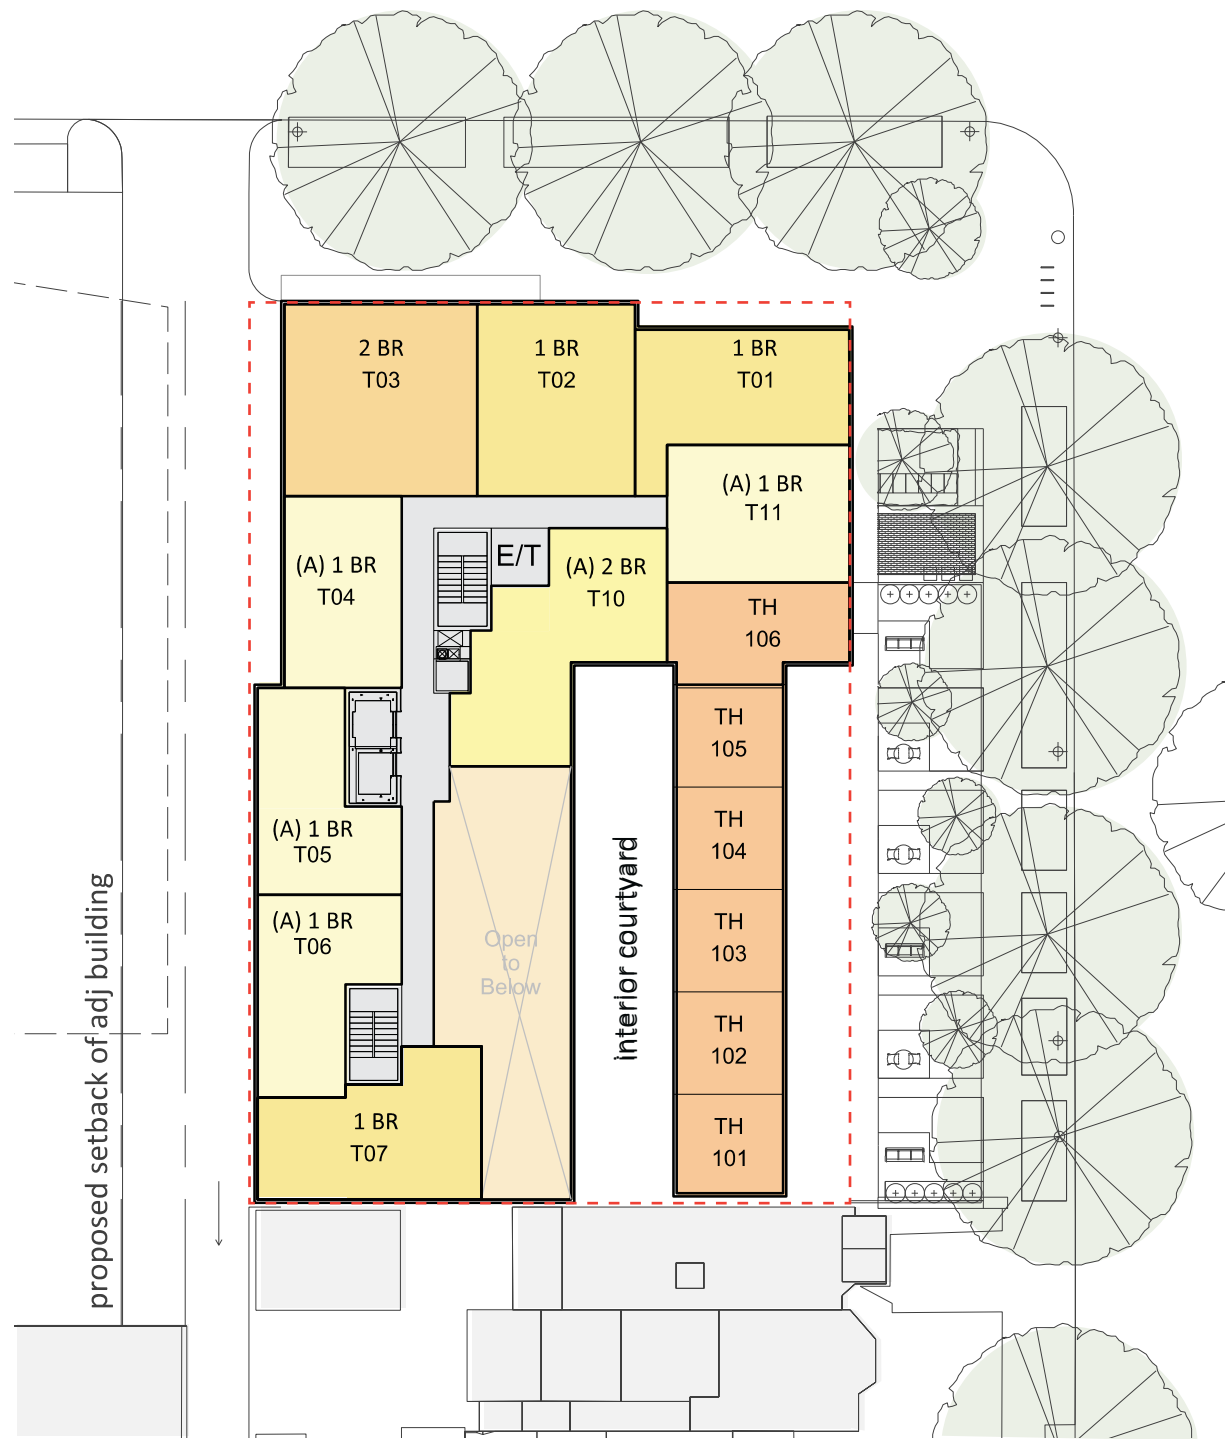 2 BR
T03
1 BR
T02
1 BR
T01
(A) 1 BR
T11
E/T
(A) 2 BR
T10
(A) 1 BR
T04
TH
106
TH
105
(A) 1 BR
T05
TH
104
(A) 1 BR
T06
Open
to
Below
interior courtyard
TH
103
TH
102
1 BR
T07
TH
101
proposed setback of adj building